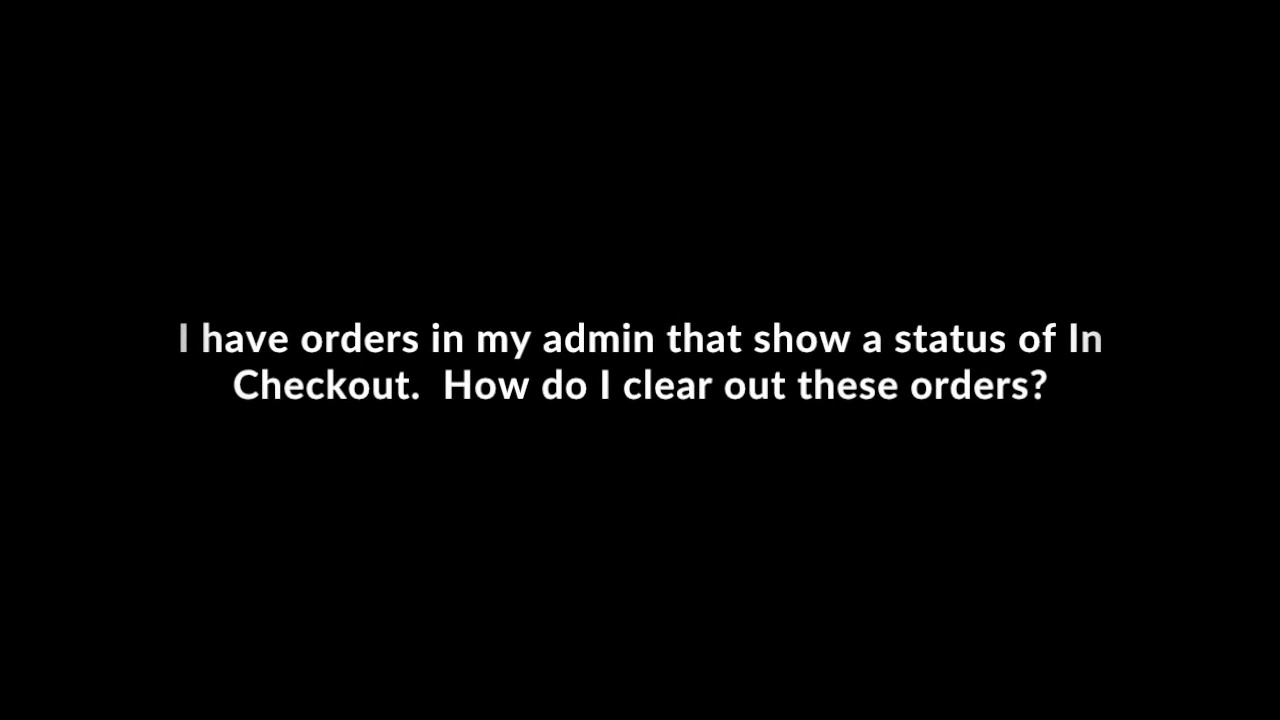 I have orders in my admin that show a status of In
Checkout.  How do I clear out these orders?